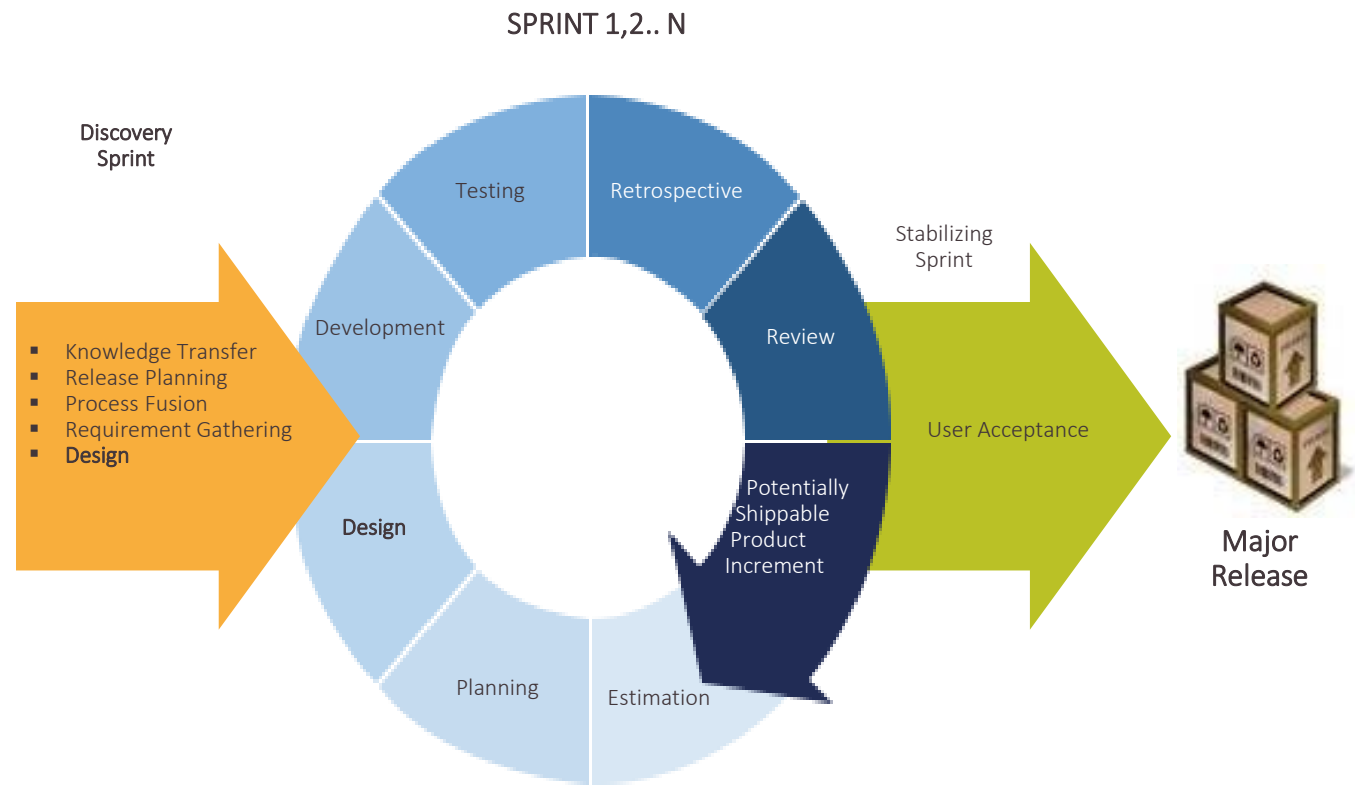 SPRINT 1,2.. N
Discovery
Sprint
▪ Knowledge Transfer
▪ Release Planning
▪ Process Fusion
▪ Requirement Gathering
▪ Design
Testing
Retrospective
Development
Review
Design
Potentially
Shippable
Product
Increment
Planning
Estimation
Stabilizing
Sprint
User Acceptance
Major
Release